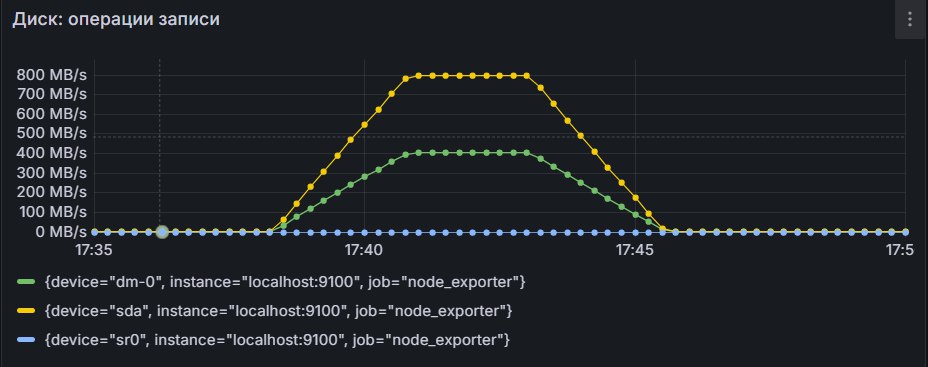 Диск: операции записи
800 MB/s
700 MB/s
600 MB/s
500 MB/s
400 MB/s
300 MB/s
200 MB/s
100 MB/s
0 MB/s
17:35 17:40 17:45 17:5
{device="dm-0", instance="localhost:9100", job="node_exporter"}
{device="sda", instance="localhost:9100", job="node_exporter"}
{device="sr0", instance="localhost:9100", job="node_exporter"}